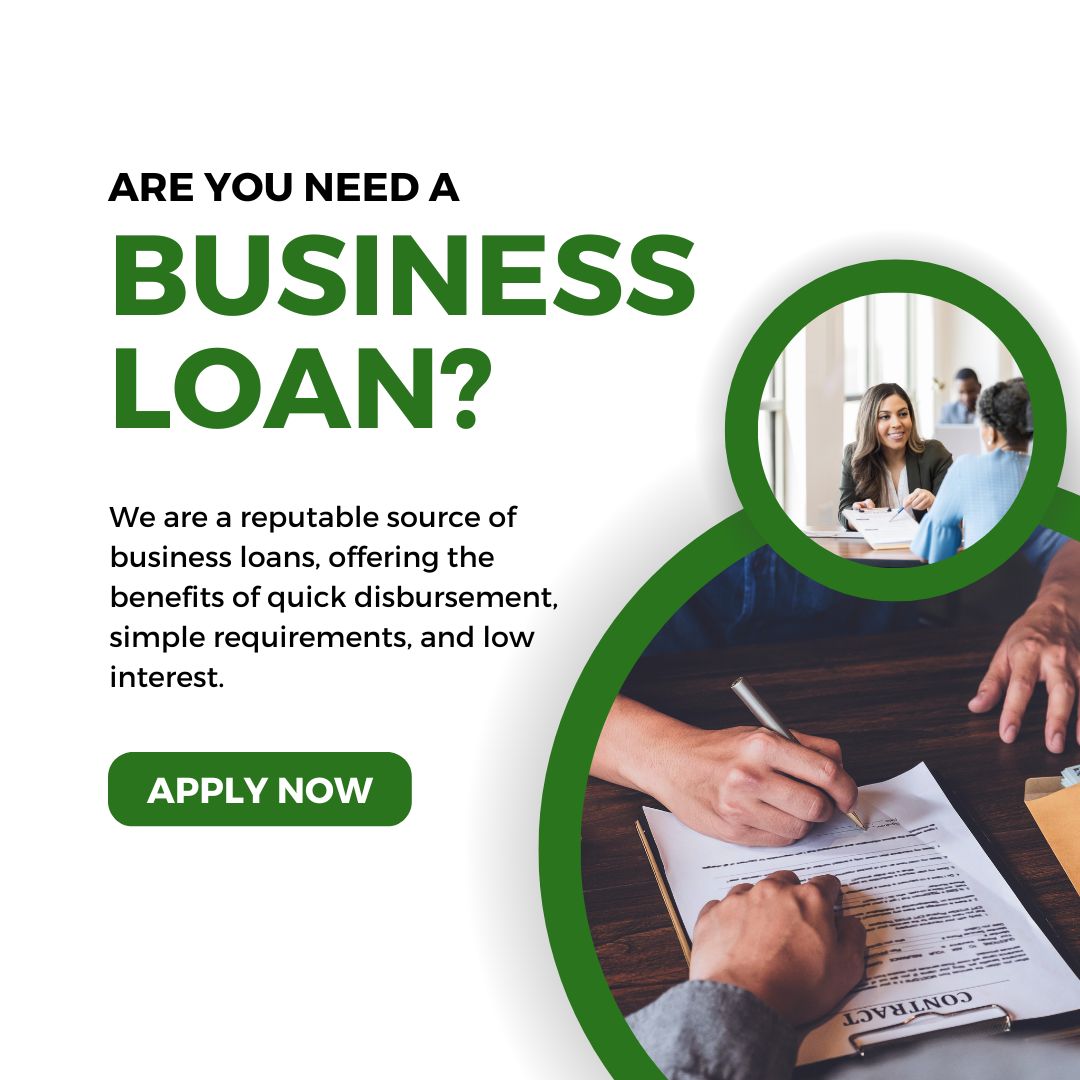 ARE YOU NEED A
BUSINESS
LOAN?
We are a reputable source of
business loans, offering the
benefits of quick disbursement,
simple requirements, and low
interest.
APPLY NOW
CONTRACT